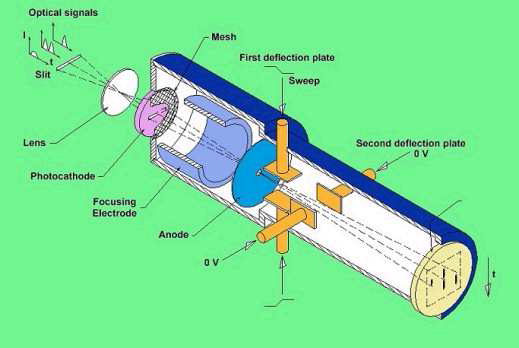 Optical signals
I
t
Slit
Mesh
First deflection plate
Sweep
Second deflection plate
0 V
Lens
Photocathode
Focusing
Electrode
Anode
0 V
t